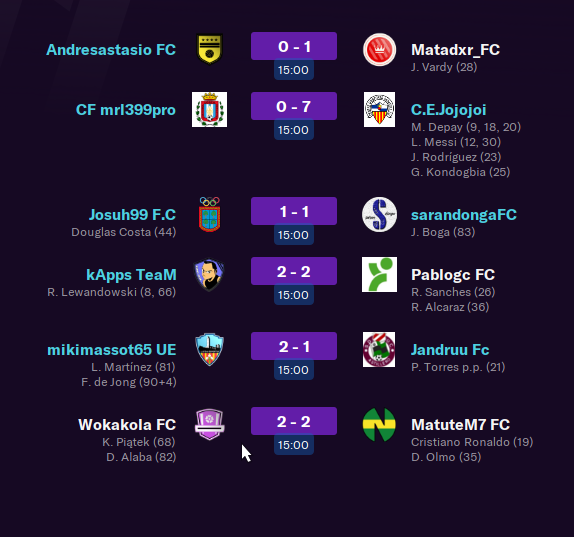 Andresastasio FC 0 - 1 Matadxr_FC
15:00 J. Vardy (28)
CF mrl399pro 0 - 7 C.E.Jojojoi
15:00 M. Depay (9, 18, 20)
L. Messi (12, 30)
J. Rodríguez (23)
G. Kondogbia (25)
Josuh99 F.C 1 - 1 sarandongaFC
Douglas Costa (44) 15:00 J. Boga (83)
kApps TeaM 2 - 2 Pablogc FC
R. Lewandowski (8, 66) 15:00 R. Sanches (26)
R. Alcaraz (36)
mikimassot65 UE 2 - 1 Jandruu Fc
L. Martínez (81) 15:00 P. Torres p.p. (21)
F. de Jong (90+4)
Wokakola FC 2 - 2 MatuteM7 FC
K. Piątek (68) 15:00 Cristiano Ronaldo (19)
D. Alaba (82) D. Olmo (35)